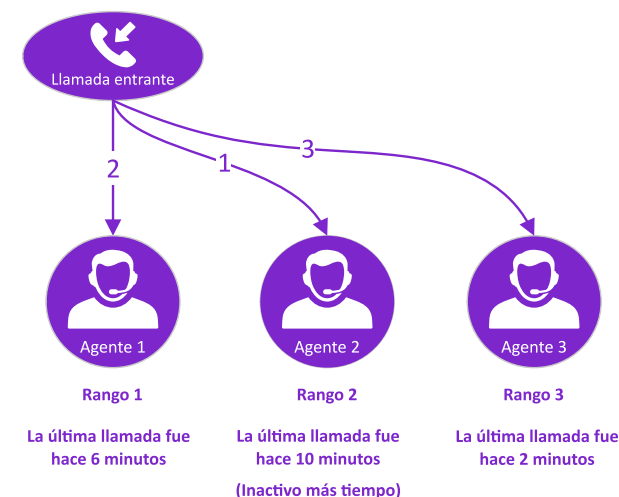 Llamada entrante
2
1
3
Agente 1
Agente 2
Agente 3
Rango 1
Rango 2
Rango 3
La última llamada fue
hace 6 minutos
La última llamada fue
hace 10 minutos
(Inactivo más tiempo)
La última llamada fue
hace 2 minutos